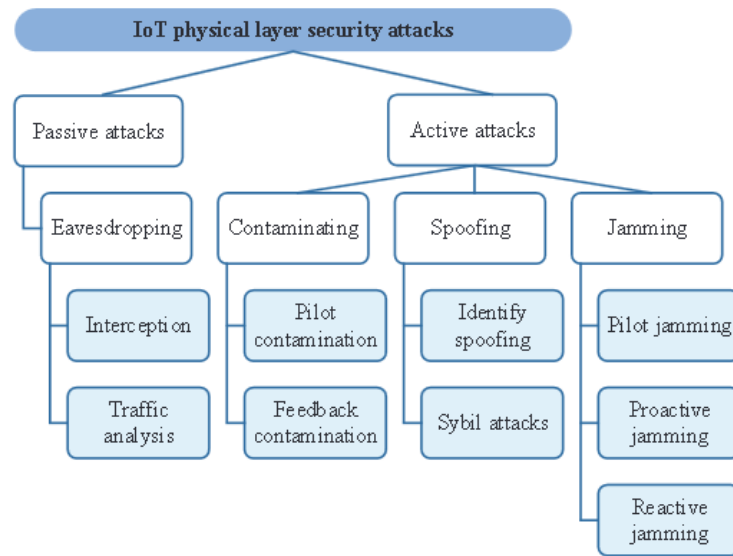 IoT physical layer security attacks
Passive attacks
Active attacks
Eavesdropping
Contaminating
Spoofing
Jamming
Interception
Pilot
contamination
Identify
spoofing
Pilot jamming
Traffic
analysis
Feedback
contamination
Sybil attacks
Proactive
jamming
Reactive
jamming